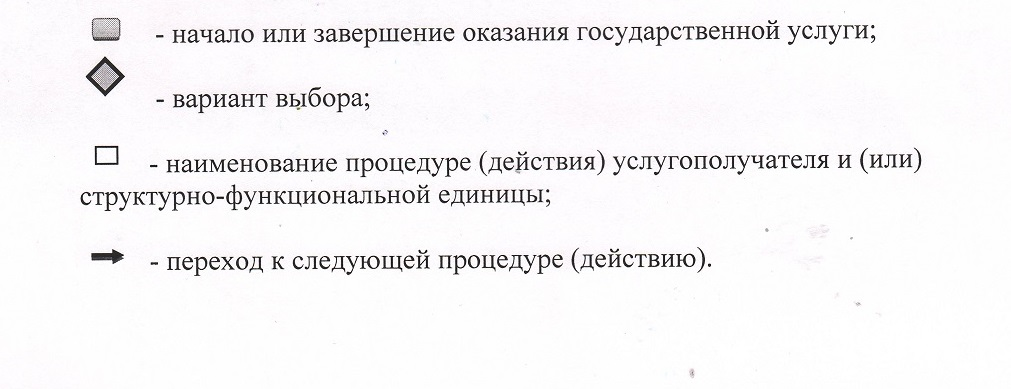 - начало или завершение оказания государственной услуги;
- вариант выбора;
- наименование процедуре (действия) услугополучателя и (или)
структурно-функциональной единицы;
- переход к следующей процедуре (действию).